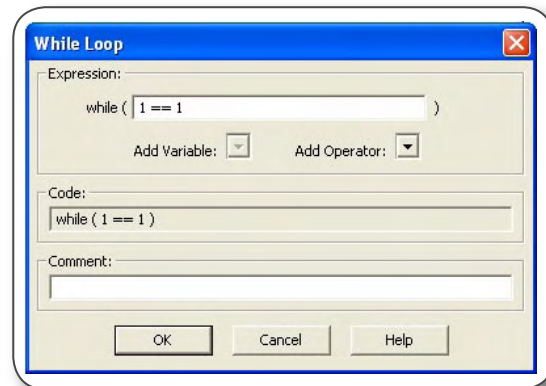 While Loop
Expression:
while ( 1 == 1 )
Add Variable: Add Operator:
Code:
while ( 1 == 1 )
Comment:
OK Cancel Help